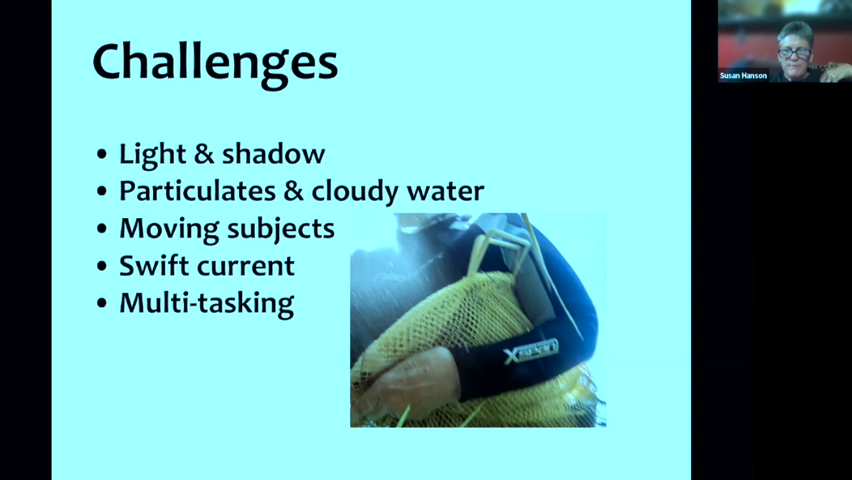 Challenges
• Light & shadow
• Particulates & cloudy water
• Moving subjects
• Swift current
• Multi-tasking
Susan Hanson